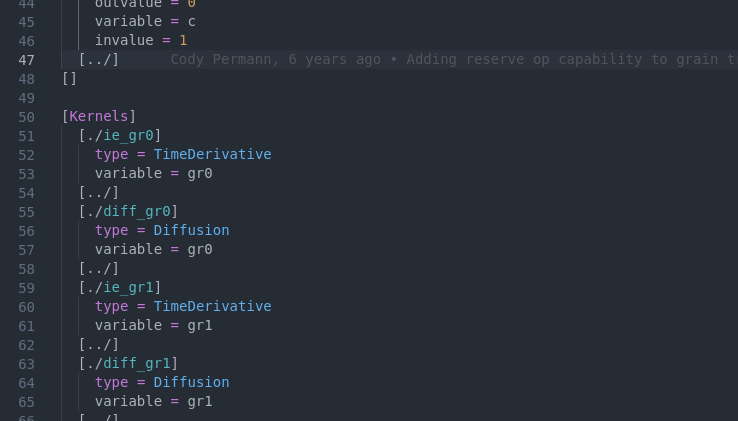 44 outvalue = 0
45 variable = c
46 invalue = 1
47 [../] Cody Permann, 6 years ago • Adding reserve op capability to grain t
48 []
49
50 [Kernels]
51 [./ie_gr0]
52 type = TimeDerivative
53 variable = gr0
54 [../]
55 [./diff_gr0]
56 type = Diffusion
57 variable = gr0
58 [../]
59 [./ie_gr1]
60 type = TimeDerivative
61 variable = gr1
62 [../]
63 [./diff_gr1]
64 type = Diffusion
65 variable = gr1
66 [../]